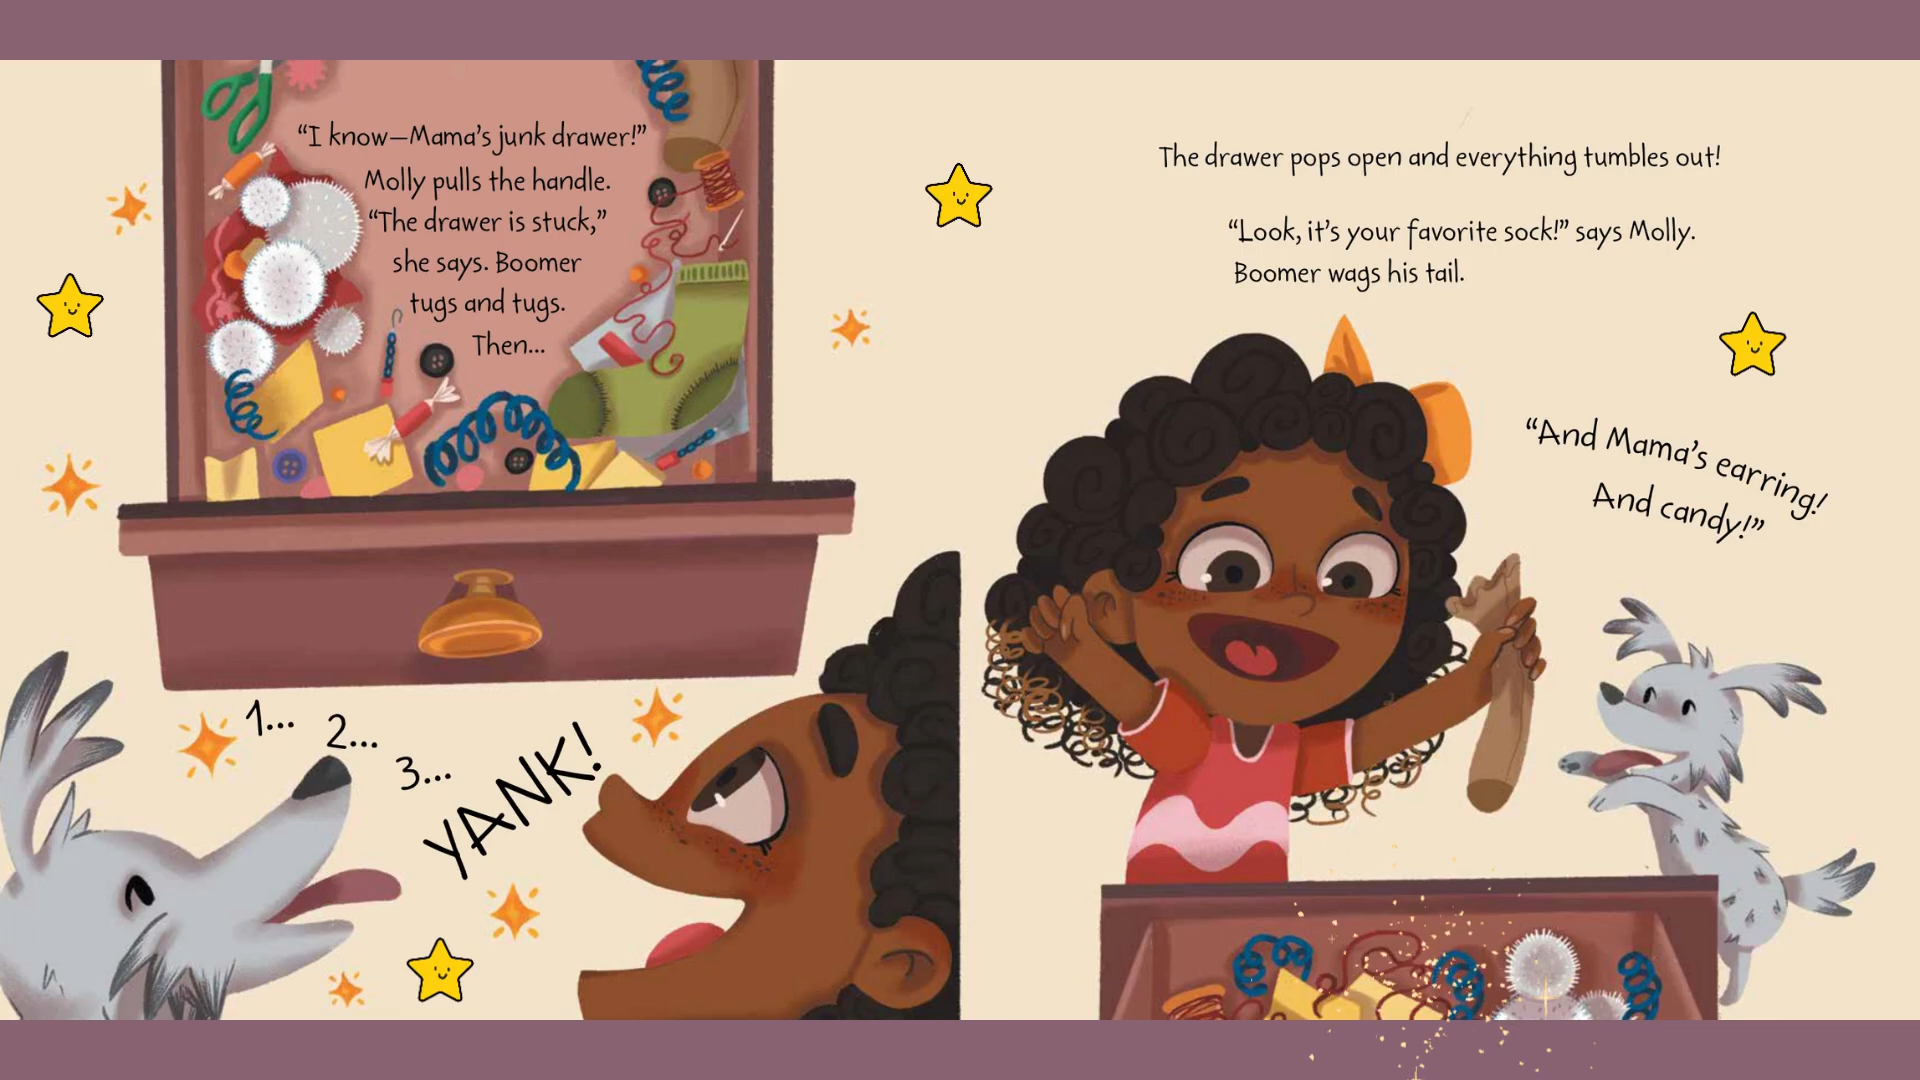 “I know—Mama’s junk drawer!”
Molly pulls the handle.
“The drawer is stuck,”
she says. Boomer
tugs and tugs.
Then...
1...
2...
3...
YANK!
The drawer pops open and everything tumbles out!
“Look, it’s your favorite sock!” says Molly.
Boomer wags his tail.
“And Mama’s earring!
And candy!”